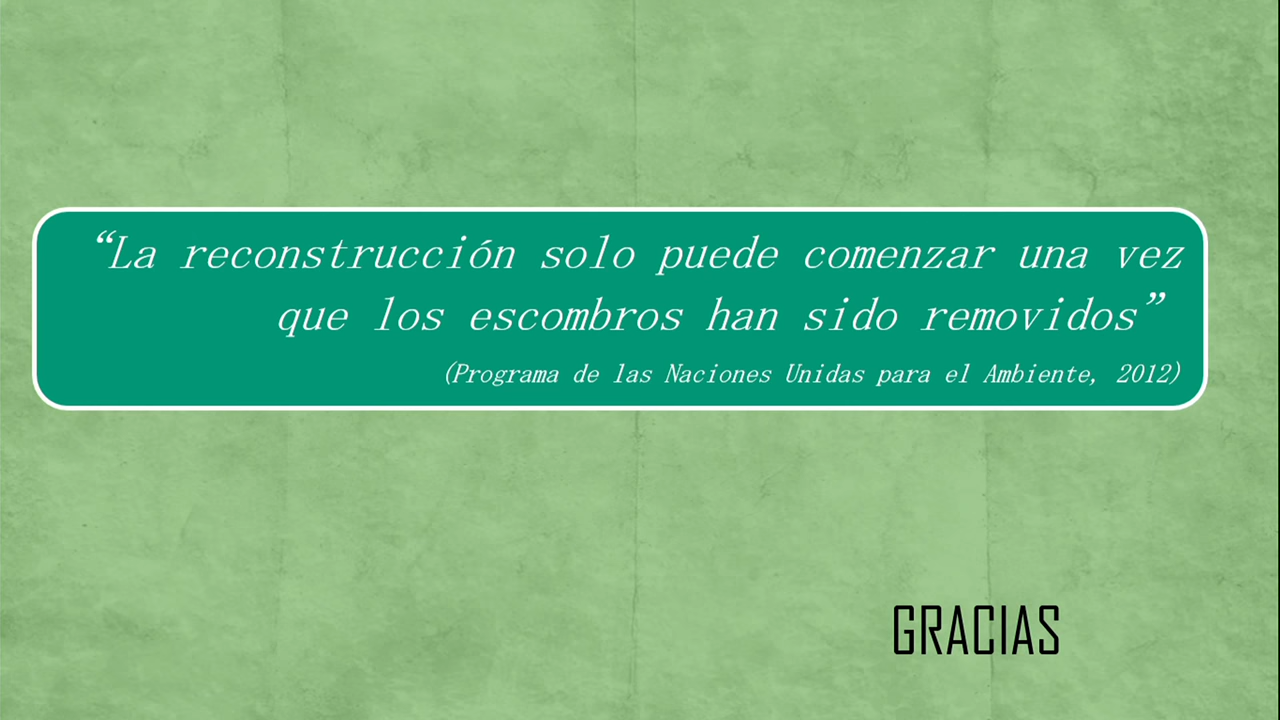 “La reconstrucción solo puede comenzar una vez
que los escombros han sido removidos”
(Programa de las Naciones Unidas para el Ambiente, 2012)
GRACIAS